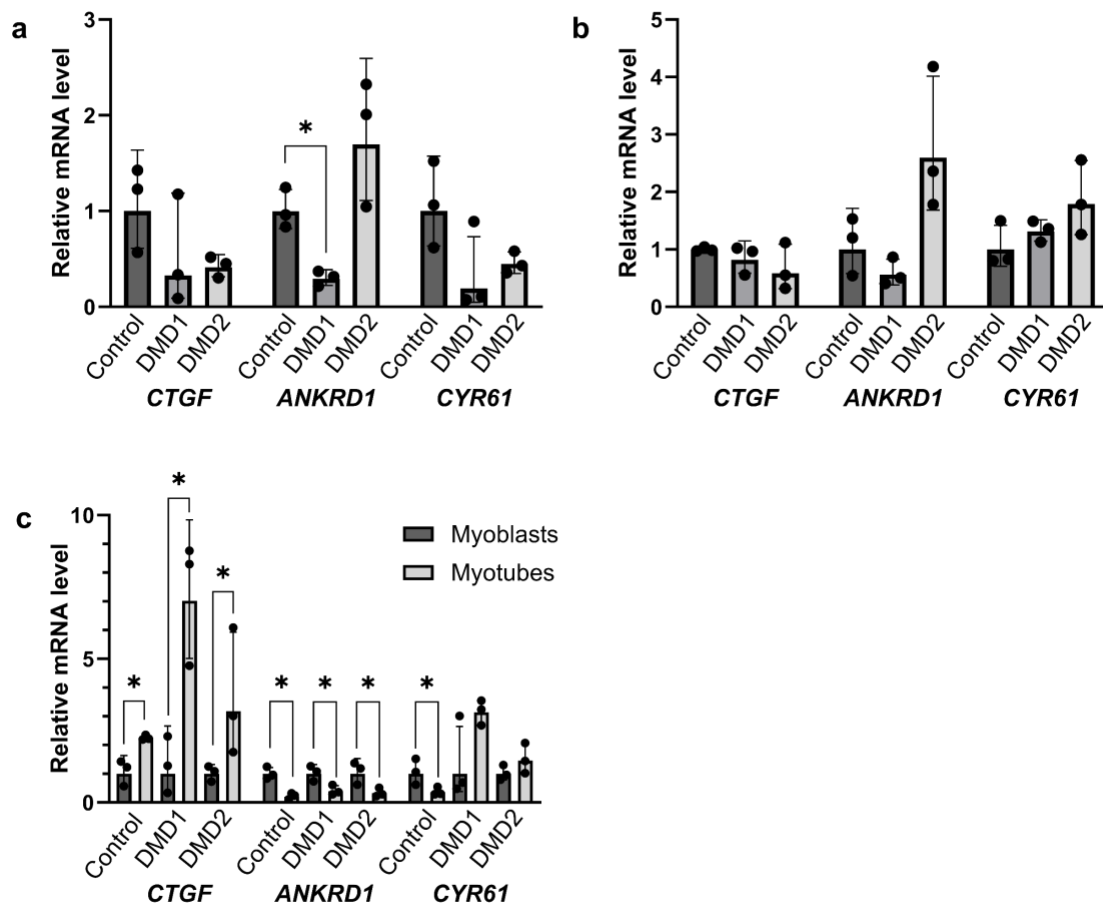 a
Relative mRNA level
3
2
1
0
*
Control
DMD1
DMD2
Control
DMD1
DMD2
Control
DMD1
DMD2
CTGF
ANKRD1
CYR61
b
Relative mRNA level
5
4
3
2
1
0
Control
DMD1
DMD2
Control
DMD1
DMD2
Control
DMD1
DMD2
CTGF
ANKRD1
CYR61
c
Relative mRNA level
10
5
0
*
*
*
*
*
*
*
Myoblasts
Myotubes
Control
DMD1
DMD2
Control
DMD1
DMD2
Control
DMD1
DMD2
CTGF
ANKRD1
CYR61